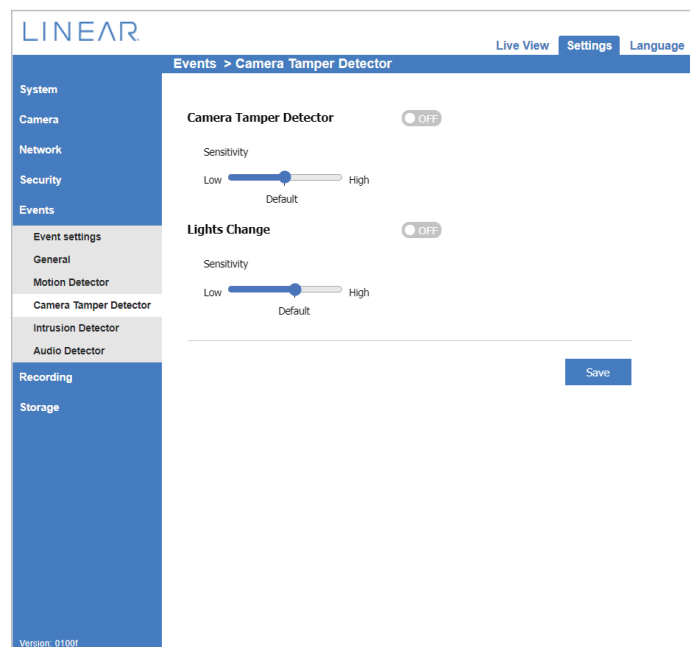 LINEAR
Live View Settings Language
Events > Camera Tamper Detector
System
Camera
Network
Security
Events
Event settings
General
Motion Detector
Camera Tamper Detector
Intrusion Detector
Audio Detector
Recording
Storage
Version: 0100f
Camera Tamper Detector OFF
Sensitivity
Low High
Default
Lights Change OFF
Sensitivity
Low High
Default
Save